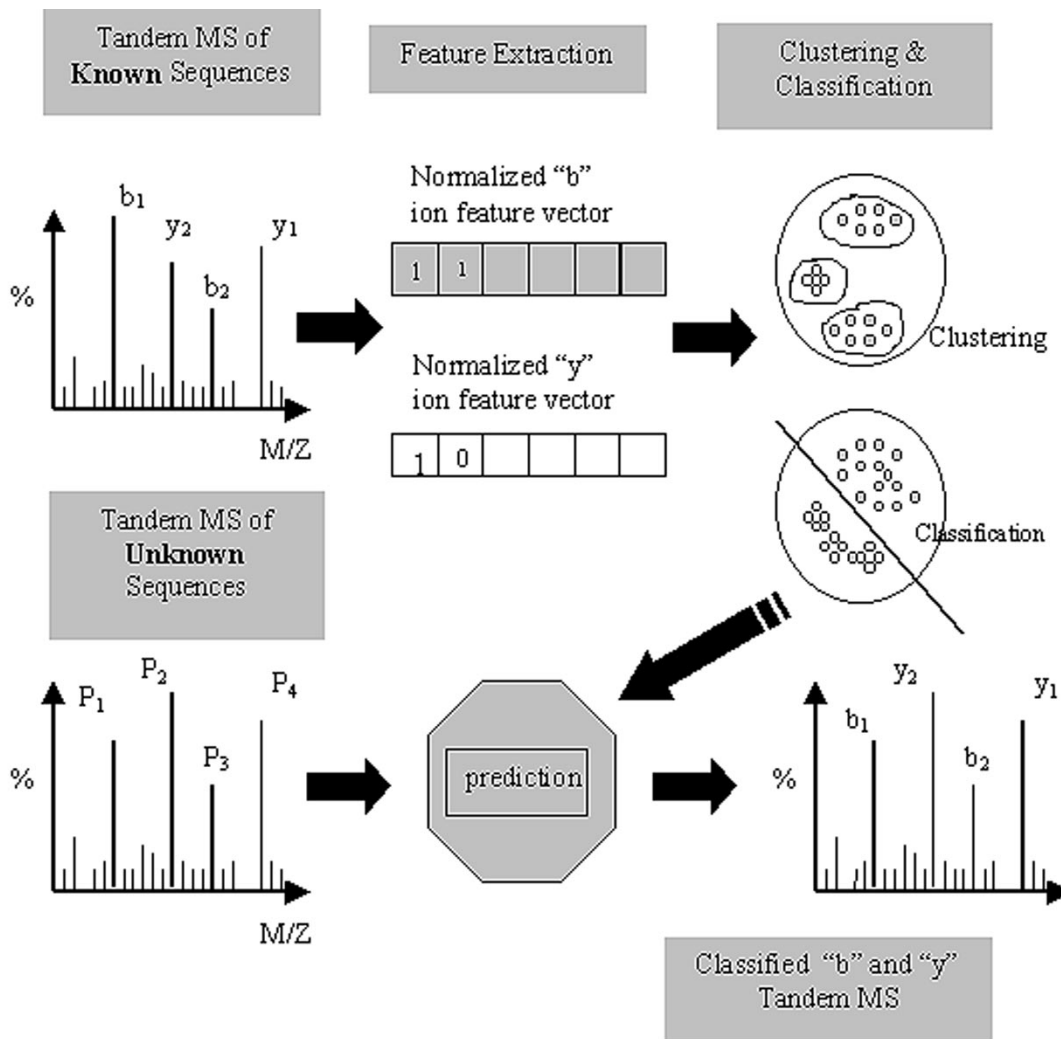 Tandem MS of
Known Sequences
Feature Extraction
Clustering &
Classification
b1
y2
b2
y1
%
M/Z
Normalized “b”
ion feature vector
1 1
Normalized “y”
ion feature vector
1 0
Clustering
Classification
Tandem MS of
Unknown
Sequences
P1
P2
P3
P4
%
M/Z
prediction
b1
y2
b2
y1
%
Classified “b” and “y”
Tandem MS